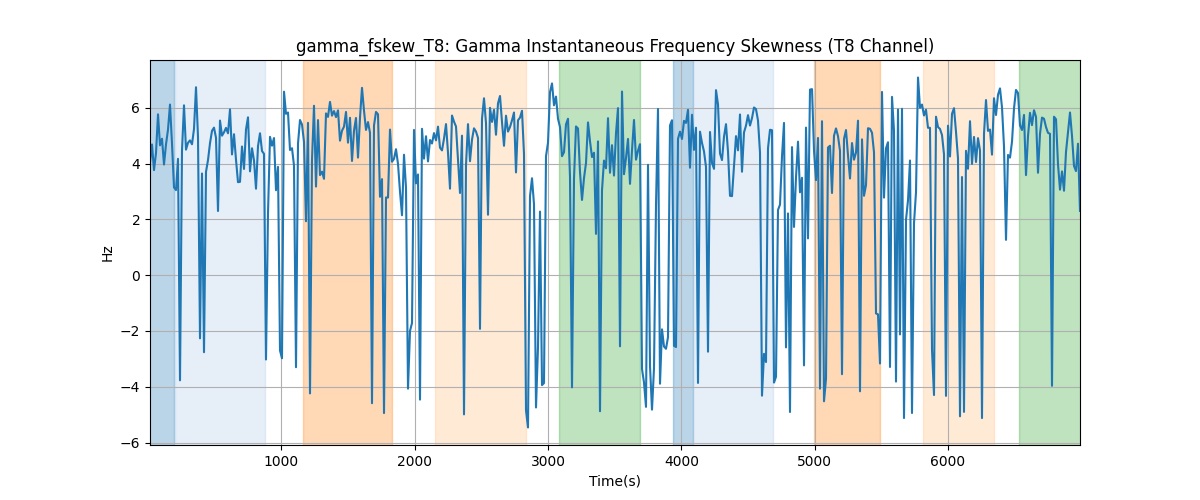 gamma_fskew_T8: Gamma Instantaneous Frequency Skewness (T8 Channel)
6
4
2
0
−2
−4
−6
Hz
1000 2000 3000 4000 5000 6000
Time(s)